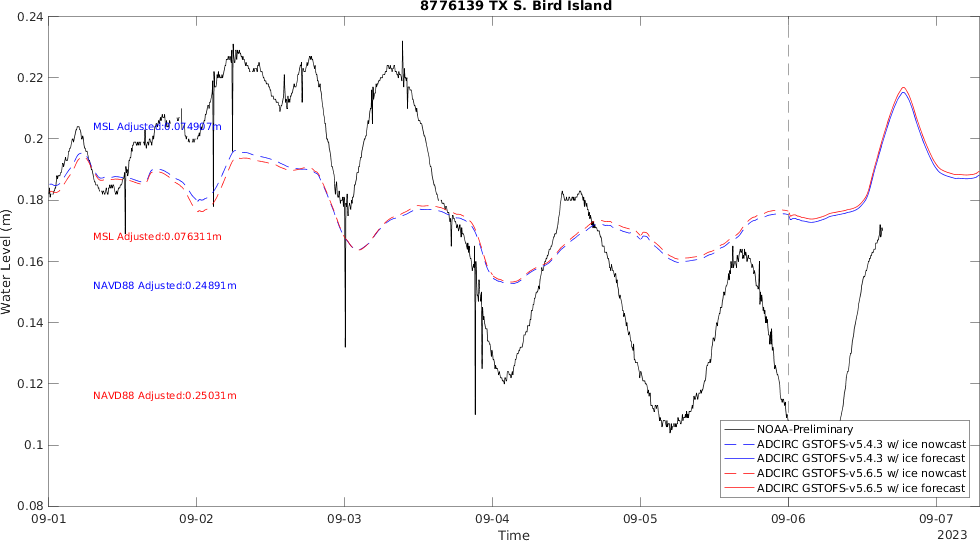 8776139 TX S. Bird Island
0.24
0.22
0.2
0.18
0.16
0.14
0.12
0.1
0.08
Water Level (m)
MSL Adjusted:0.074907m
MSL Adjusted:0.076311m
NAVD88 Adjusted:0.24891m
NAVD88 Adjusted:0.25031m
NOAA-Preliminary
ADCIRC GSTOFS-v5.4.3 w/ ice nowcast
ADCIRC GSTOFS-v5.4.3 w/ ice forecast
ADCIRC GSTOFS-v5.6.5 w/ ice nowcast
ADCIRC GSTOFS-v5.6.5 w/ ice forecast
09-01 09-02 09-03 09-04 09-05 09-06 09-07
Time
2023